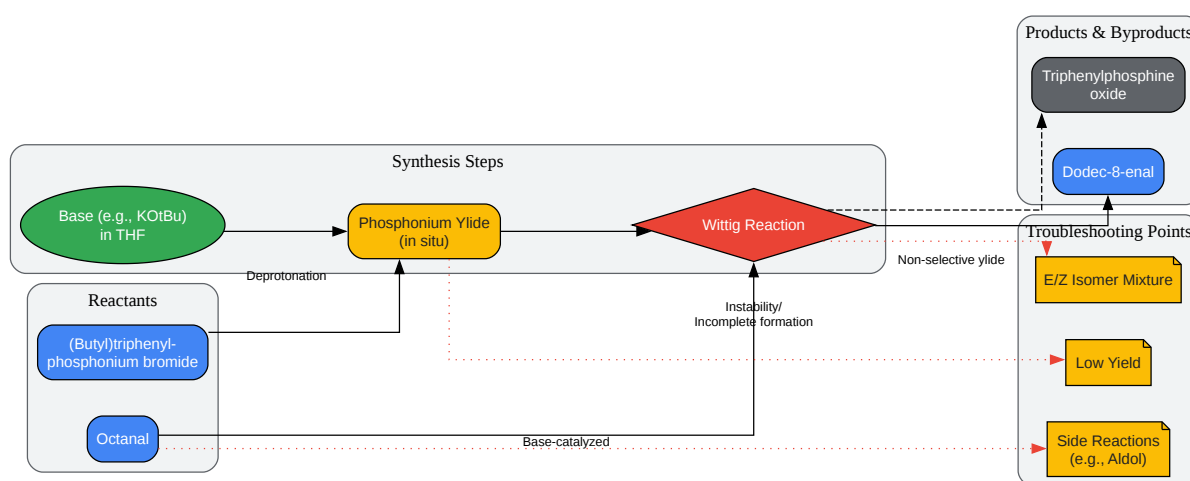 Products & Byproducts
Triphenylphosphine
oxide
Dodec-8-enal
Synthesis Steps
Base (e.g., KOtBu)
in THF
Phosphonium Ylide
(in situ)
Wittig Reaction
Troubleshooting Points
Non-selective ylide
E/Z Isomer Mixture
Deprotonation
Reactants
Instability/
Incomplete formation
(Butyl)triphenyl-
phosphonium bromide
Low Yield
Octanal
Base-catalyzed
Side Reactions
(e.g., Aldol)